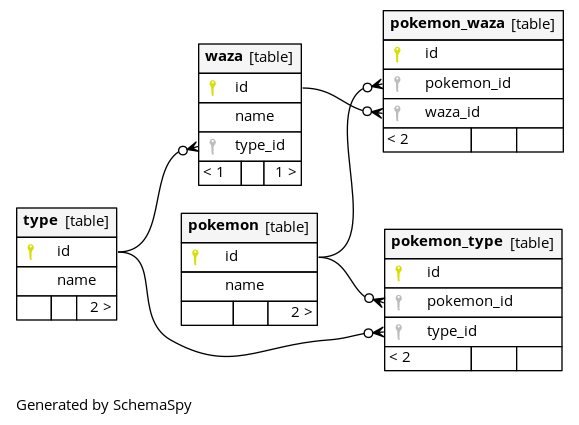 waza [table]
id
name
type_id
< 1 1 >
pokemon_waza [table]
id
pokemon_id
waza_id
< 2
type [table]
id
name
2 >
pokemon [table]
id
name
2 >
pokemon_type [table]
id
pokemon_id
type_id
< 2
Generated by SchemaSpy